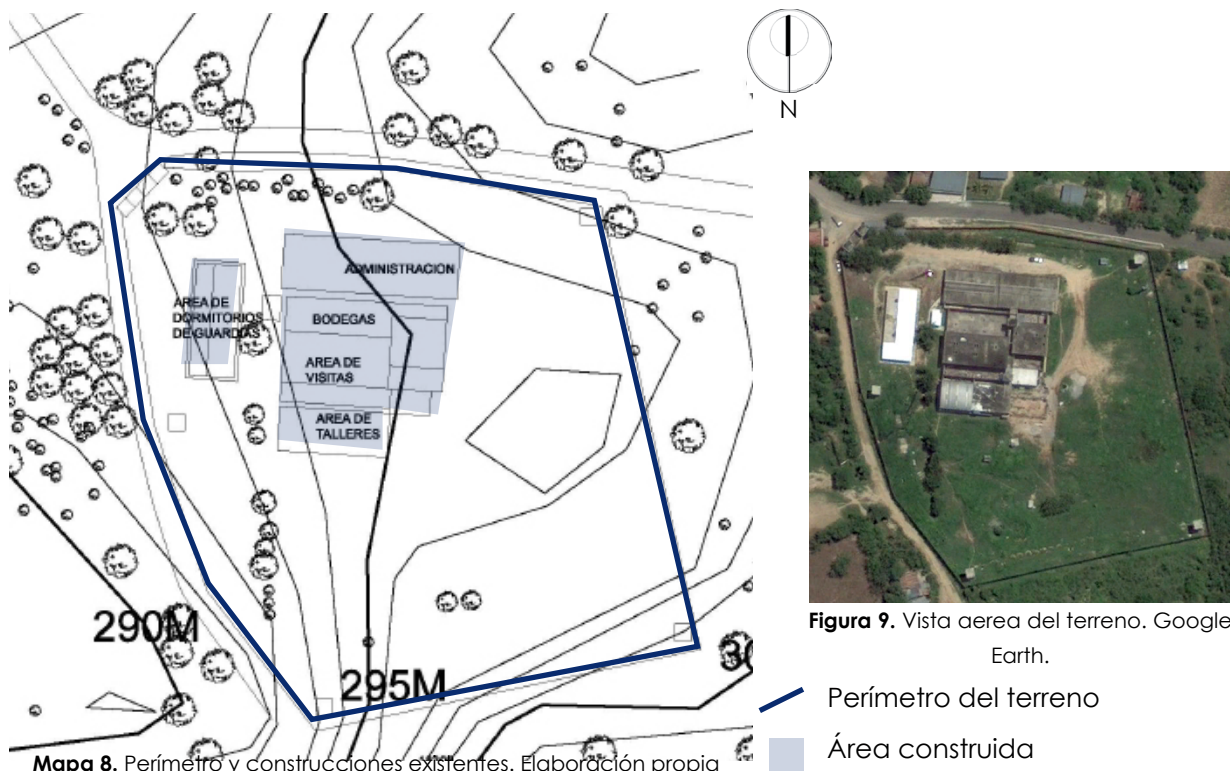 N
ADMINISTRACION
AREA DE
DORMITORIOS
DE GUARDIAS
BODEGAS
AREA DE
VISITAS
AREA DE
TALLERES
290M
295M
30
Mapa 8. Perímetro y construcciones existentes. Elaboración propia
Figura 9. Vista aerea del terreno. Google
Earth.
Perímetro del terreno
Área construida